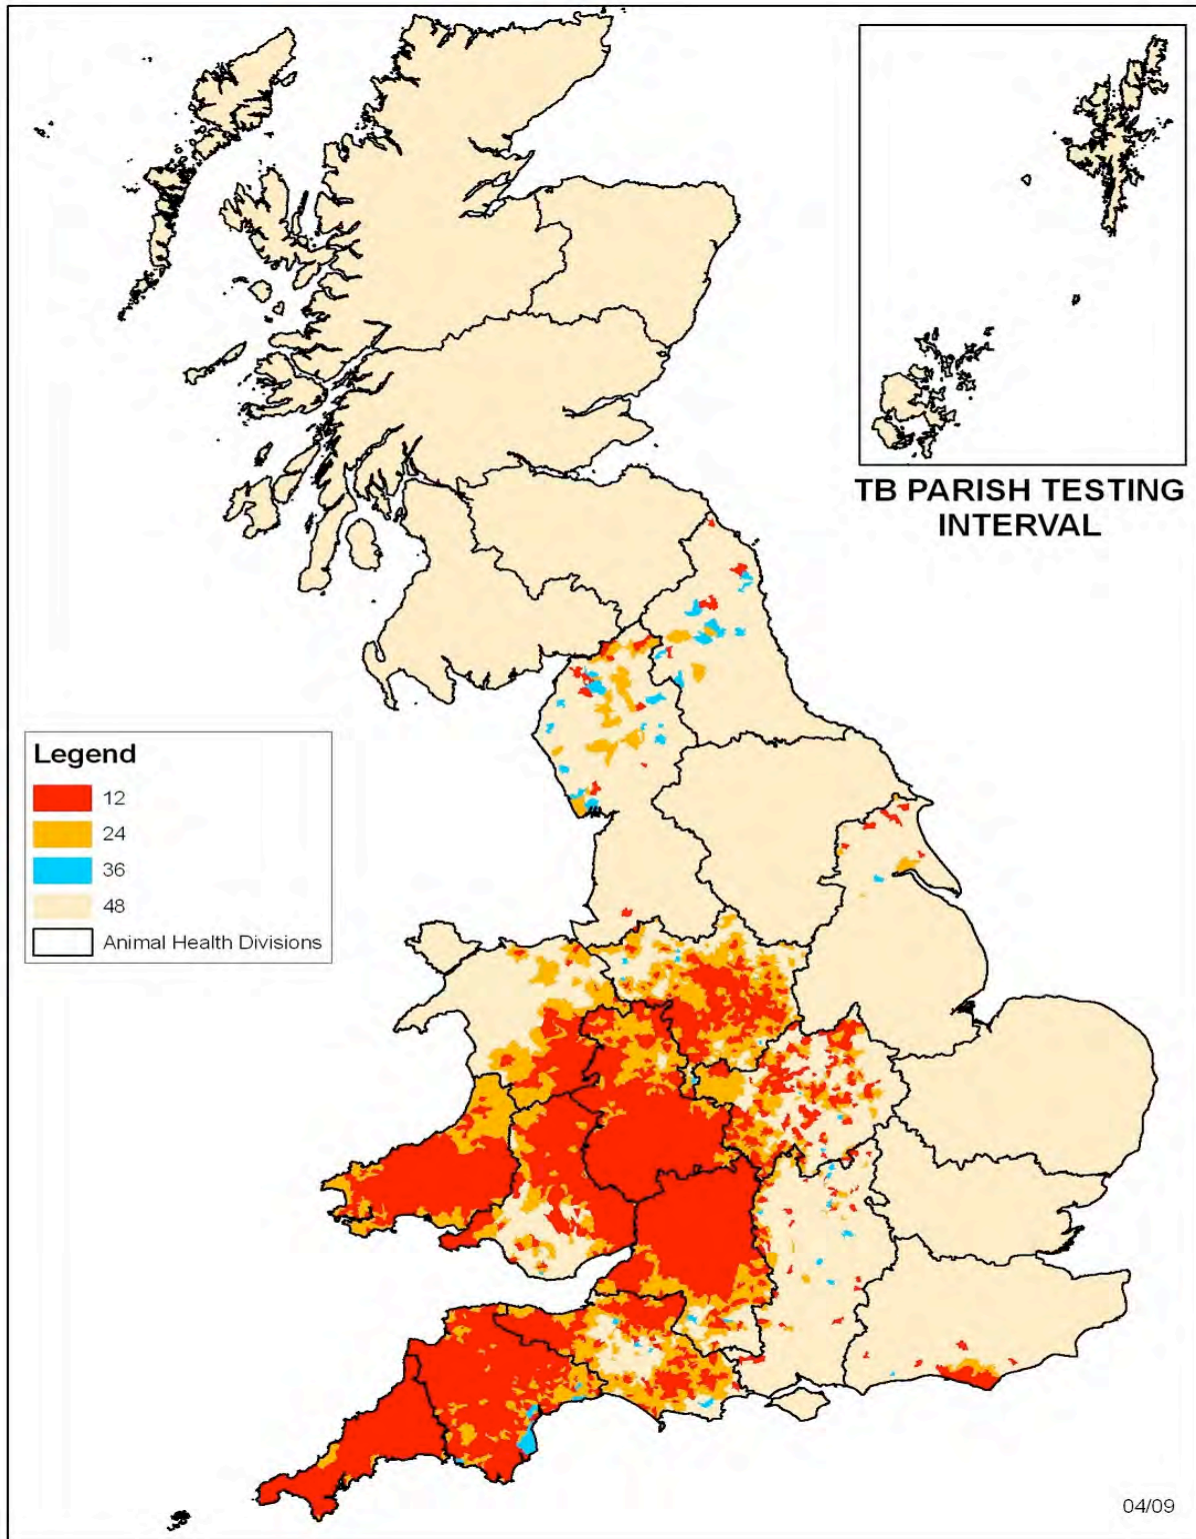 TB PARISH TESTING
INTERVAL
Legend
12
24
36
48
Animal Health Divisions
04/09